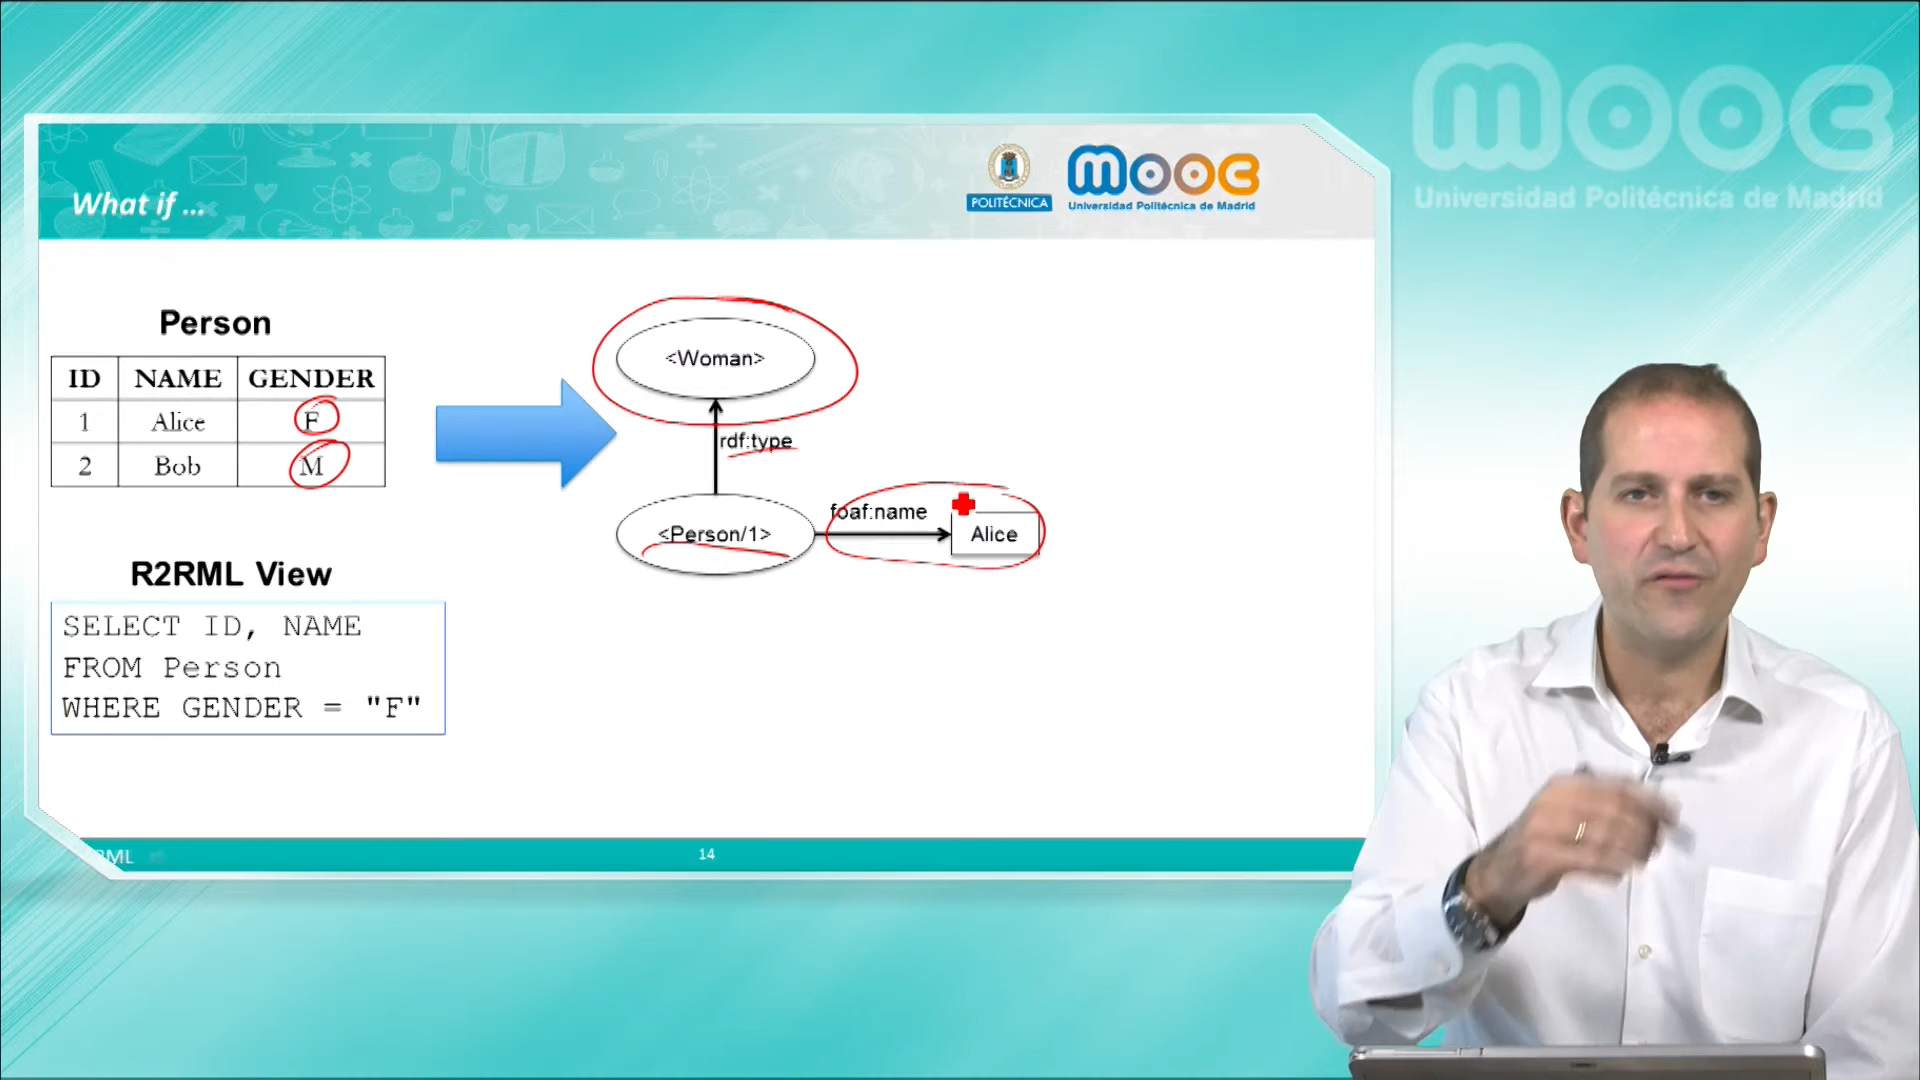 mooc
Universidad Politécnica de Madrid
What if ...
POLITÉCNICA
mooc
Universidad Politécnica de Madrid
Person
ID NAME GENDER
1 Alice F
2 Bob M
R2RML View
SELECT ID, NAME
FROM Person
WHERE GENDER = "F"
<Woman>
rdf:type
<Person/1>
foaf:name
Alice
14